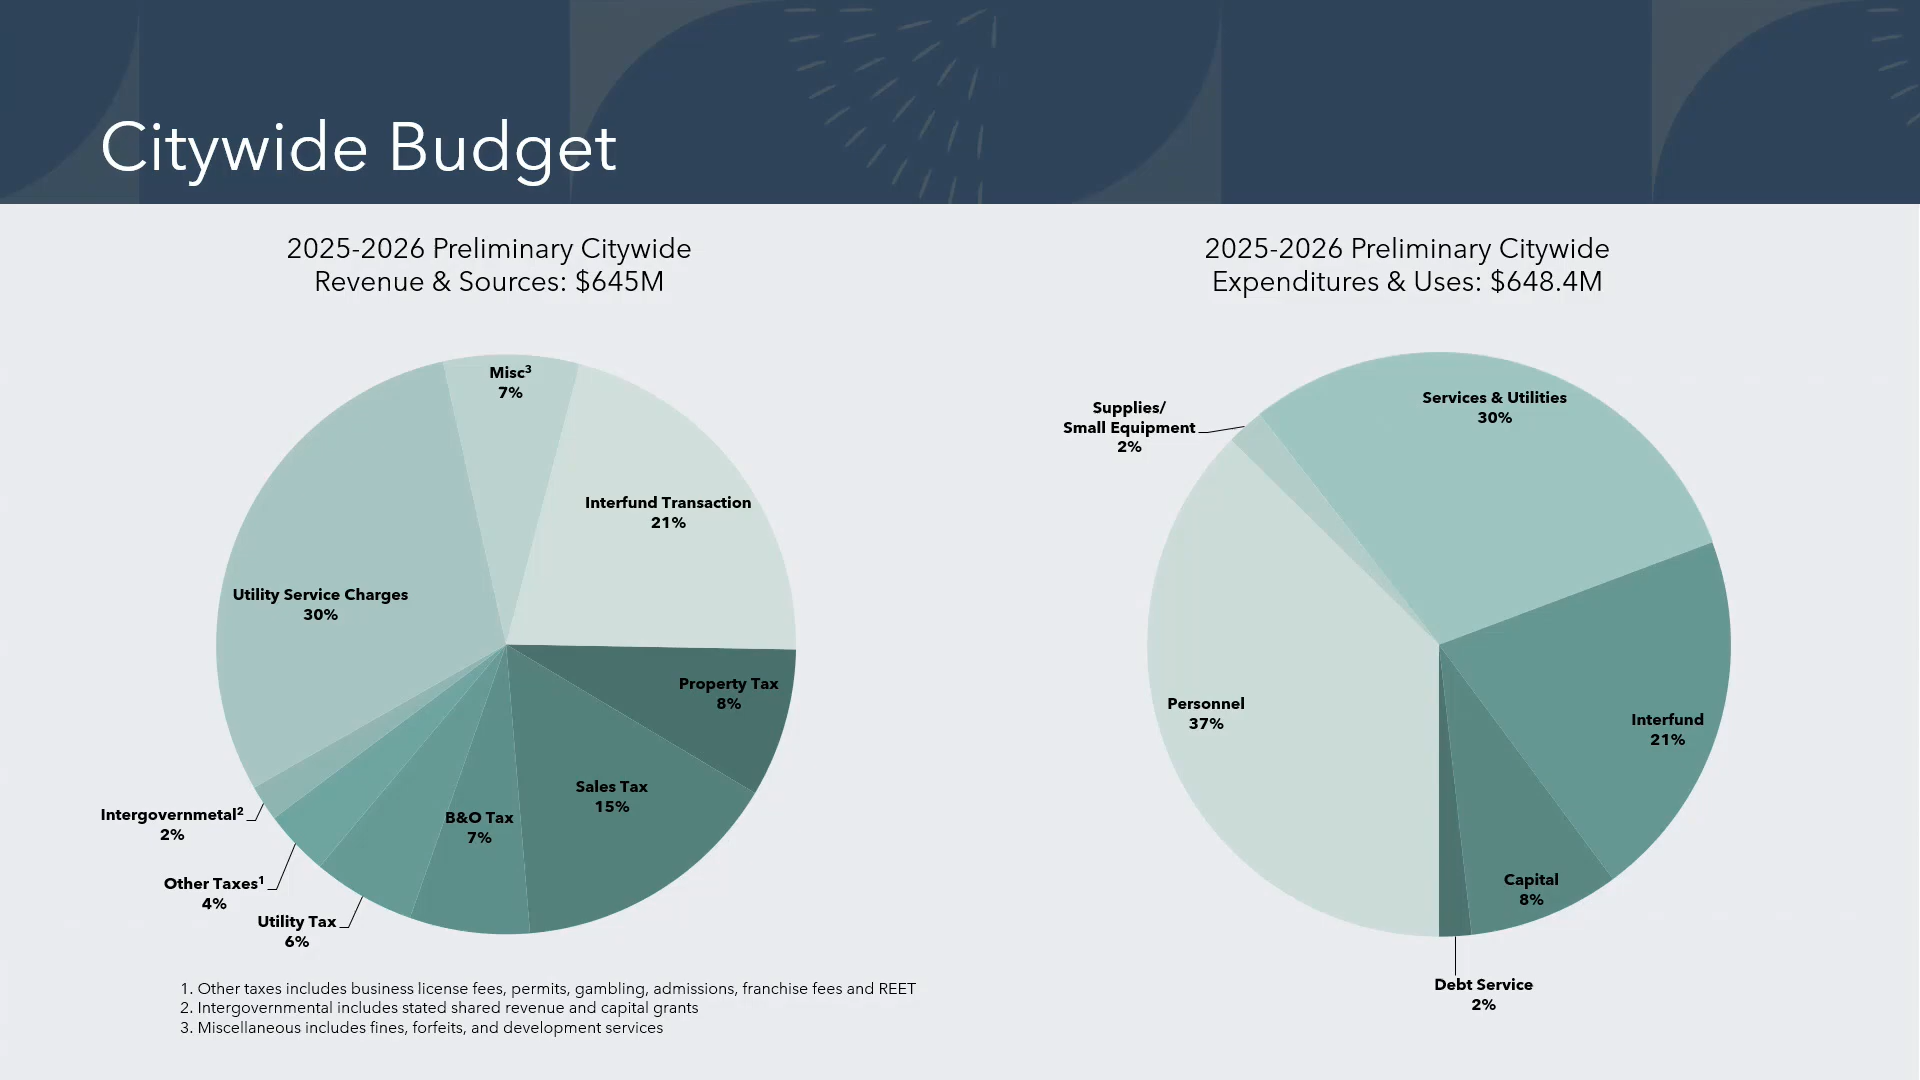 Citywide Budget
2025-2026 Preliminary Citywide
Revenue & Sources: $645M
Misc³
7%
Interfund Transaction
21%
Utility Service Charges
30%
Property Tax
8%
Sales Tax
15%
B&O Tax
7%
Intergovernmetal²
2%
Other Taxes¹
4%
Utility Tax
6%
1. Other taxes includes business license fees, permits, gambling, admissions, franchise fees and REET
2. Intergovernmental includes stated shared revenue and capital grants
3. Miscellaneous includes fines, forfeits, and development services
2025-2026 Preliminary Citywide
Expenditures & Uses: $648.4M
Supplies/
Small Equipment
2%
Services & Utilities
30%
Personnel
37%
Interfund
21%
Capital
8%
Debt Service
2%